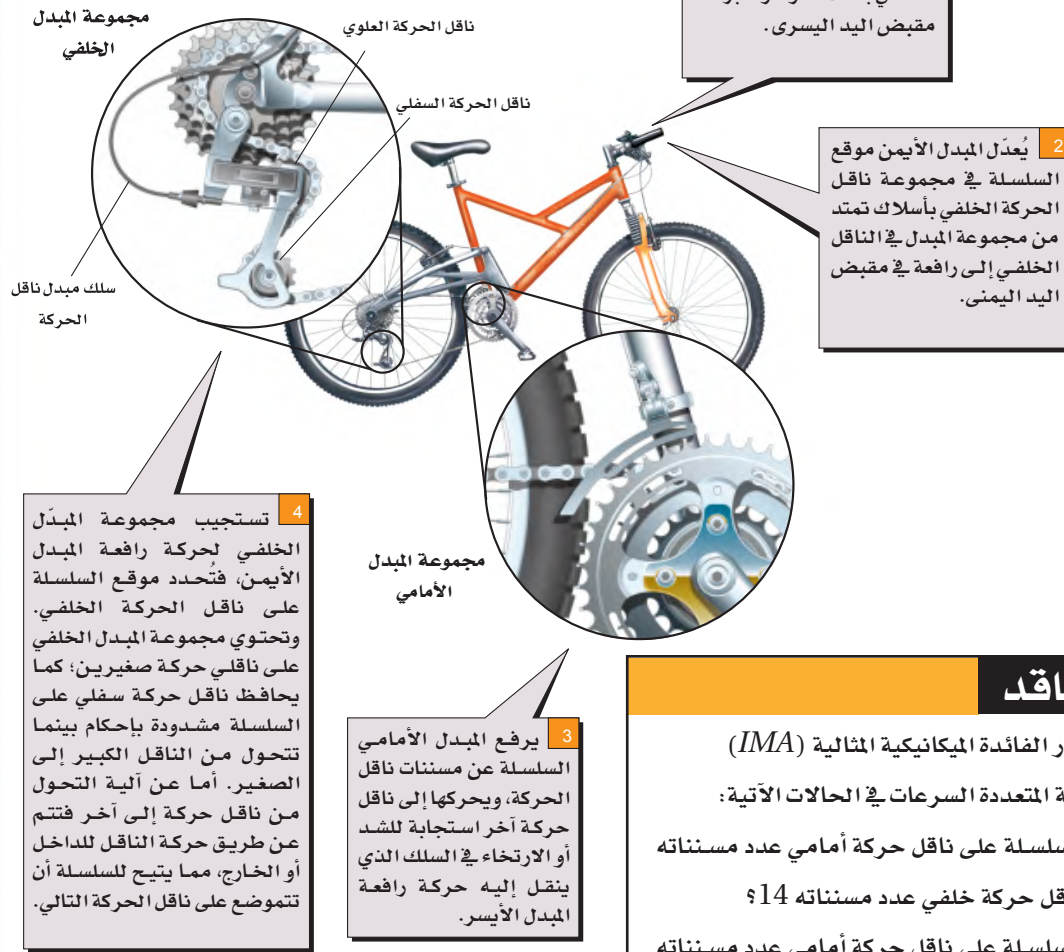 مقبض اليد اليسرى.
مجموعة المبدل
الخلفي
ناقل الحركة العلوي
ناقل الحركة السفلي
سلك مبدل ناقل
الحركة
2 يُعدّل المبدل الأيمن موقع
السلسلة في مجموعة ناقل
الحركة الخلفي بأسلاك تمتد
من مجموعة المبدل في الناقل
الخلفي إلى رافعة في مقبض
اليد اليمنى.
مجموعة المبدل
الأمامي
3 يرفع المبدل الأمامي
السلسلة عن مسننات ناقل
الحركة، ويحركها إلى ناقل
حركة آخر استجابة للشد
أو الارتخاء في السلك الذي
ينقل إليه حركة رافعة
المبدل الأيسر.
4 تستجيب مجموعة المبدّل
الخلفي لحركة رافعة المبدل
الأيمن، فتُحدد موقع السلسلة
على ناقل الحركة الخلفي.
وتحتوي مجموعة المبدل الخلفي
على ناقلي حركة صغيرين؛ كما
يحافظ ناقل حركة سفلي على
السلسلة مشدودة بإحكام بينما
تتحول من الناقل الكبير إلى
الصغير. أما عن آلية التحول
من ناقل حركة إلى آخر فتتم
عن طريق حركة الناقل للداخل
أو الخارج، مما يتيح للسلسلة أن
تتموضع على ناقل الحركة التالي.
الفائدة الميكانيكية المثالية (IMA)
المتعددة السرعات في الحالات الآتية:
على ناقل حركة أمامي عدد مسنناته
حركة خلفي عدد مسنناته 14؟
على ناقل حركة أمامي عدد مسنناته